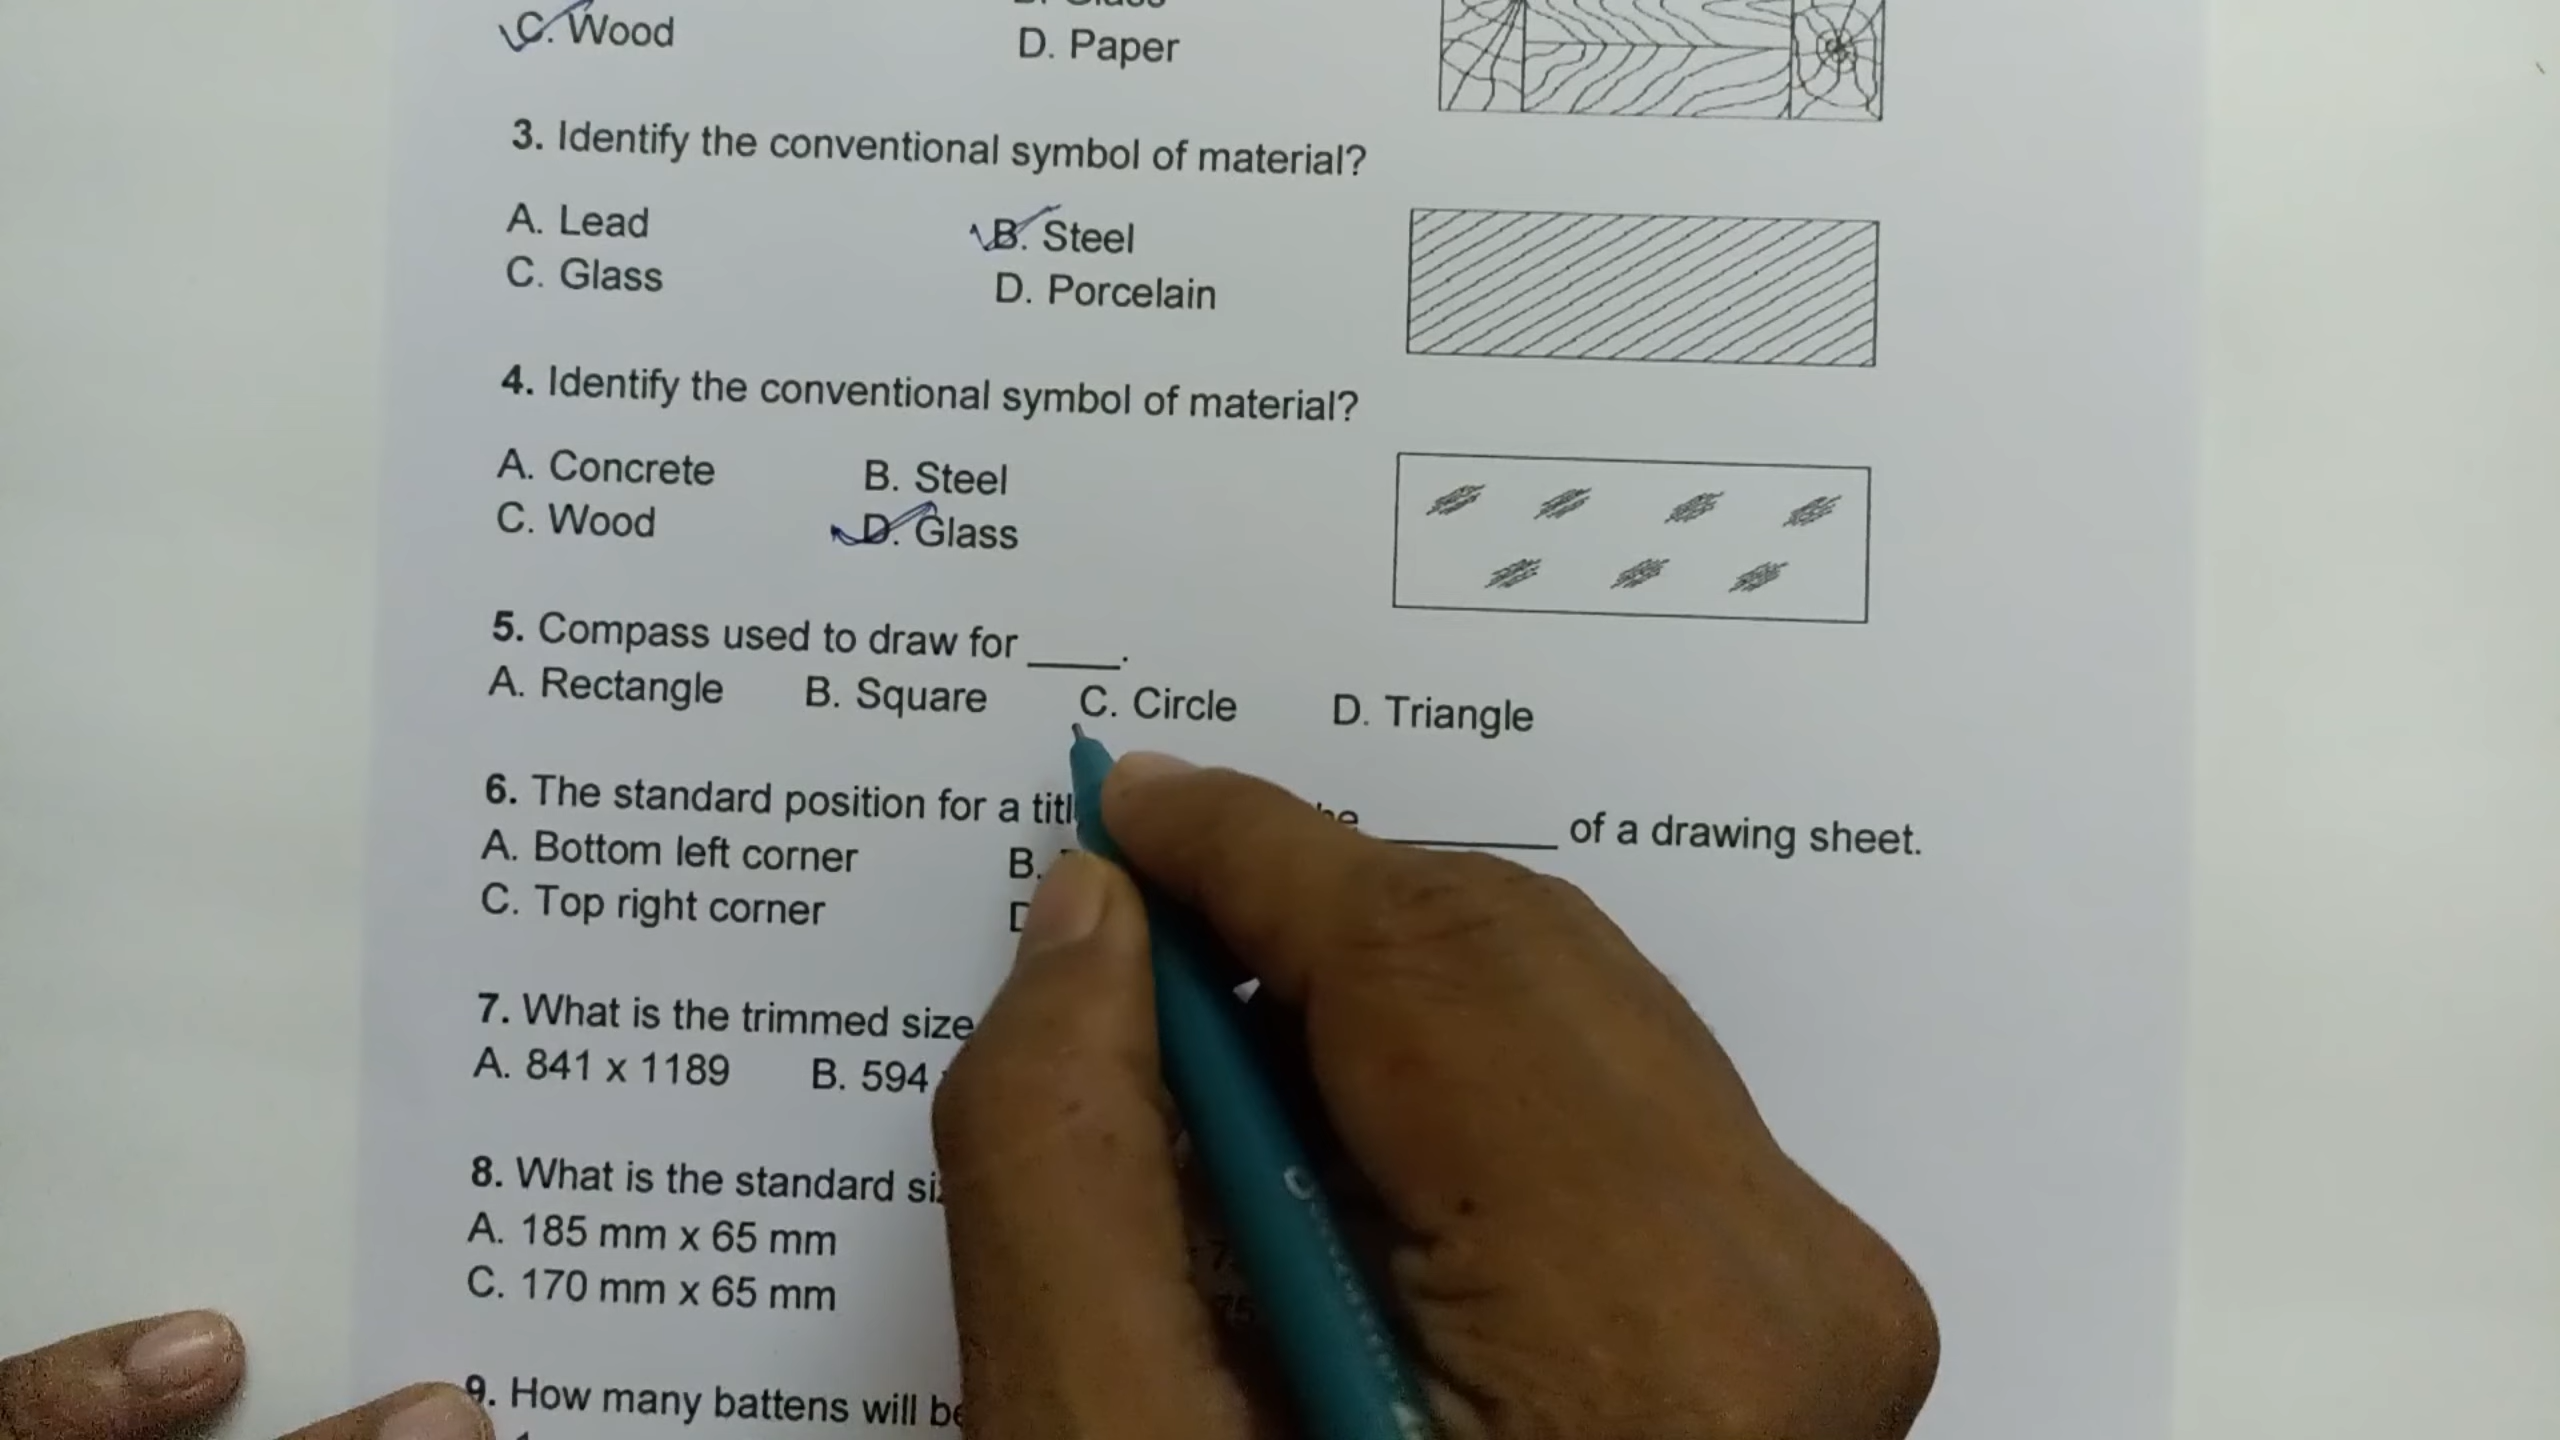 C. Wood
D. Paper
3. Identify the conventional symbol of material?
A. Lead
B. Steel
C. Glass
D. Porcelain
4. Identify the conventional symbol of material?
A. Concrete
B. Steel
C. Wood
D. Glass
5. Compass used to draw for ____.
A. Rectangle B. Square C. Circle D. Triangle
6. The standard position for a ________ of a drawing sheet.
A. Bottom left corner B.
C. Top right corner
7. What is the trimmed size
A. 841 x 1189 B. 594
8. What is the standard
A. 185 mm x 65 mm
C. 170 mm x 65 mm
9. How many battens will